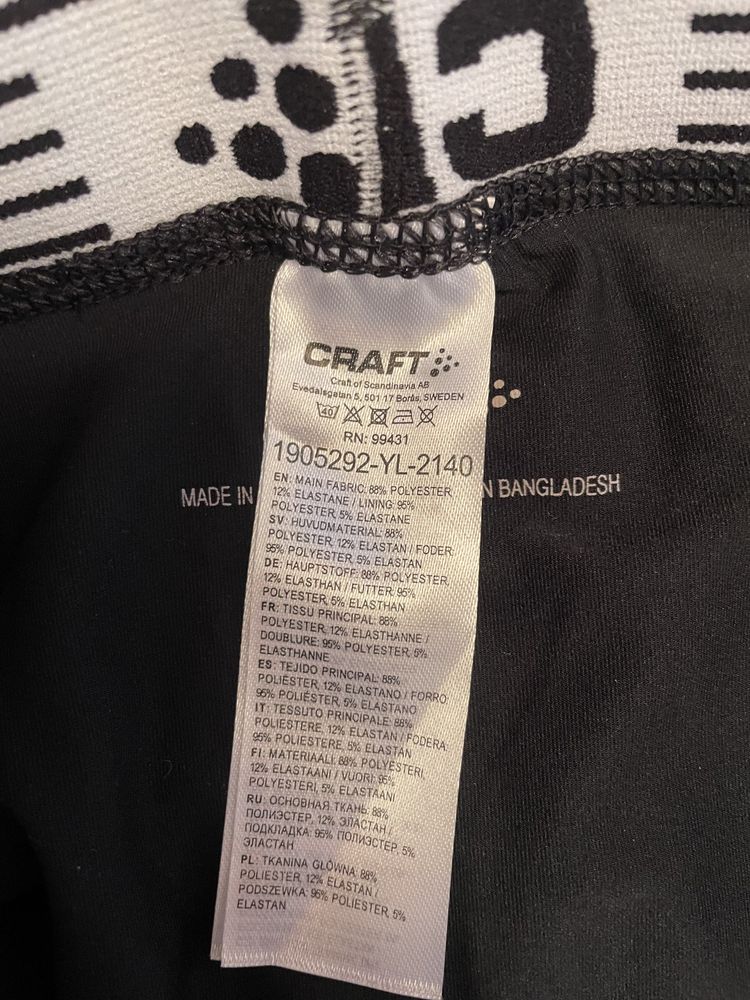 CRAFT
Craft of Scandinavia AB
Evedalsgatan 5, 501 17 Borås, SWEDEN
40
RN: 99431
1905292-YL-2140
MADE IN
N BANGLADESH
EN: MAIN FABRIC: 88% POLYESTER,
12% ELASTANE / LINING: 95%
POLYESTER, 5% ELASTANE
SV: HUVUDMATERIAL: 88%
POLYESTER, 12% ELASTAN / FODER:
95% POLYESTER, 5% ELASTAN
DE: HAUPTSTOFF: 88% POLYESTER,
12% ELASTHAN / FUTTER: 95%
POLYESTER, 5% ELASTHAN
FR: TISSU PRINCIPAL: 88%
POLYESTER, 12% ELASTHANNE /
DOUBLURE: 95% POLYESTER, 5%
ELASTHANNE
ES: TEJIDO PRINCIPAL: 88%
POLIÉSTER, 12% ELASTANO / FORRO:
95% POLIÉSTER, 5% ELASTANO
IT: TESSUTO PRINCIPALE: 88%
POLIESTERE, 12% ELASTAN / FODERA:
95% POLIESTERE, 5% ELASTAN
FI: MATERIAALI: 88% POLYESTERI,
12% ELASTAANI / VUORI: 95%
POLYESTERI, 5% ELASTAANI
RU: ОСНОВНАЯ ТКАНЬ: 88%
ПОЛИЭСТЕР, 12% ЭЛАСТАН /
ПОДКЛАДКА: 95% ПОЛИЭСТЕР, 5%
ЭЛАСТАН
PL: TKANINA GŁÓWNA: 88%
POLIESTER, 12% ELASTAN /
PODSZEWKA: 95% POLIESTER, 5%
ELASTAN